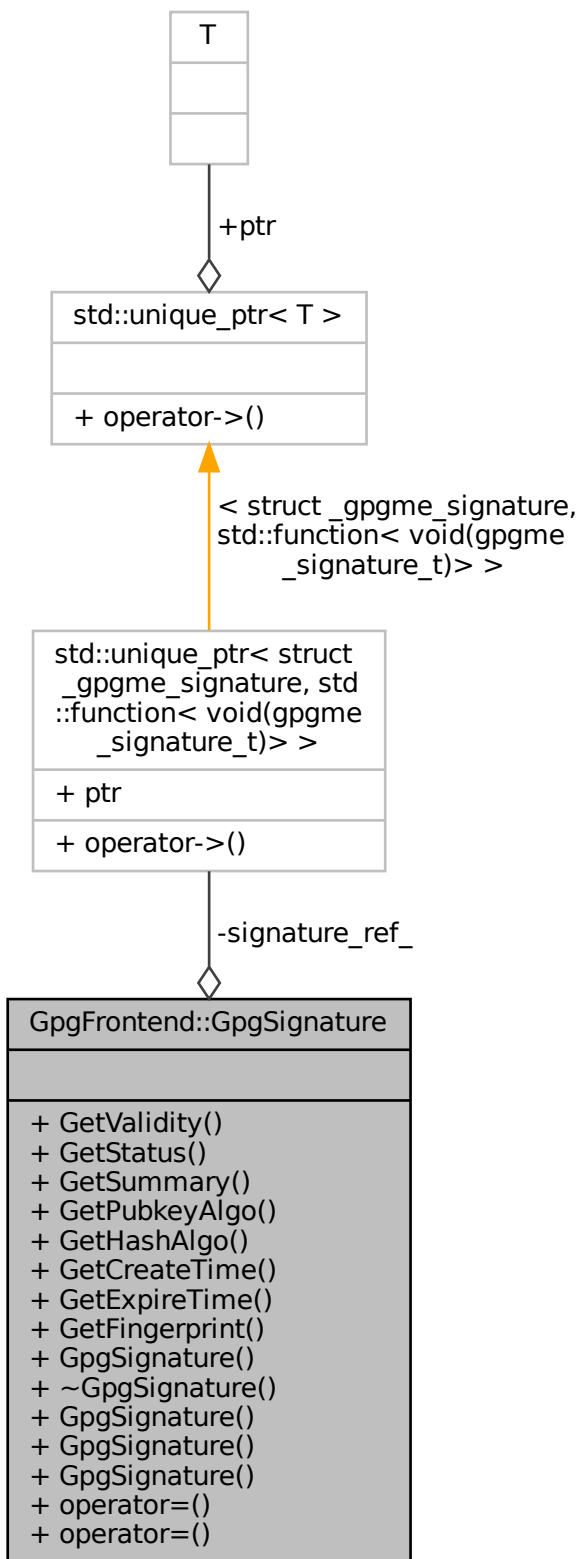 T
+ptr
std::unique_ptr< T >
+ operator->()
< struct _gpgme_signature,
std::function< void(gpgme
_signature_t)> >
std::unique_ptr< struct
_gpgme_signature, std
::function< void(gpgme
_signature_t)> >
+ ptr
+ operator->()
-signature_ref_
GpgFrontend::GpgSignature
+ GetValidity()
+ GetStatus()
+ GetSummary()
+ GetPubkeyAlgo()
+ GetHashAlgo()
+ GetCreateTime()
+ GetExpireTime()
+ GetFingerprint()
+ GpgSignature()
+ ~GpgSignature()
+ GpgSignature()
+ GpgSignature()
+ GpgSignature()
+ operator=()
+ operator=()